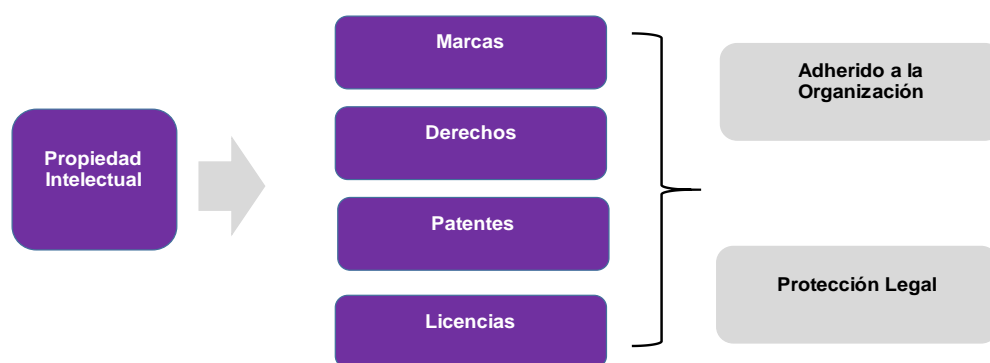 Propiedad
Intelectual
Marcas
Derechos
Patentes
Licencias
Adherido a la
Organización
Protección Legal